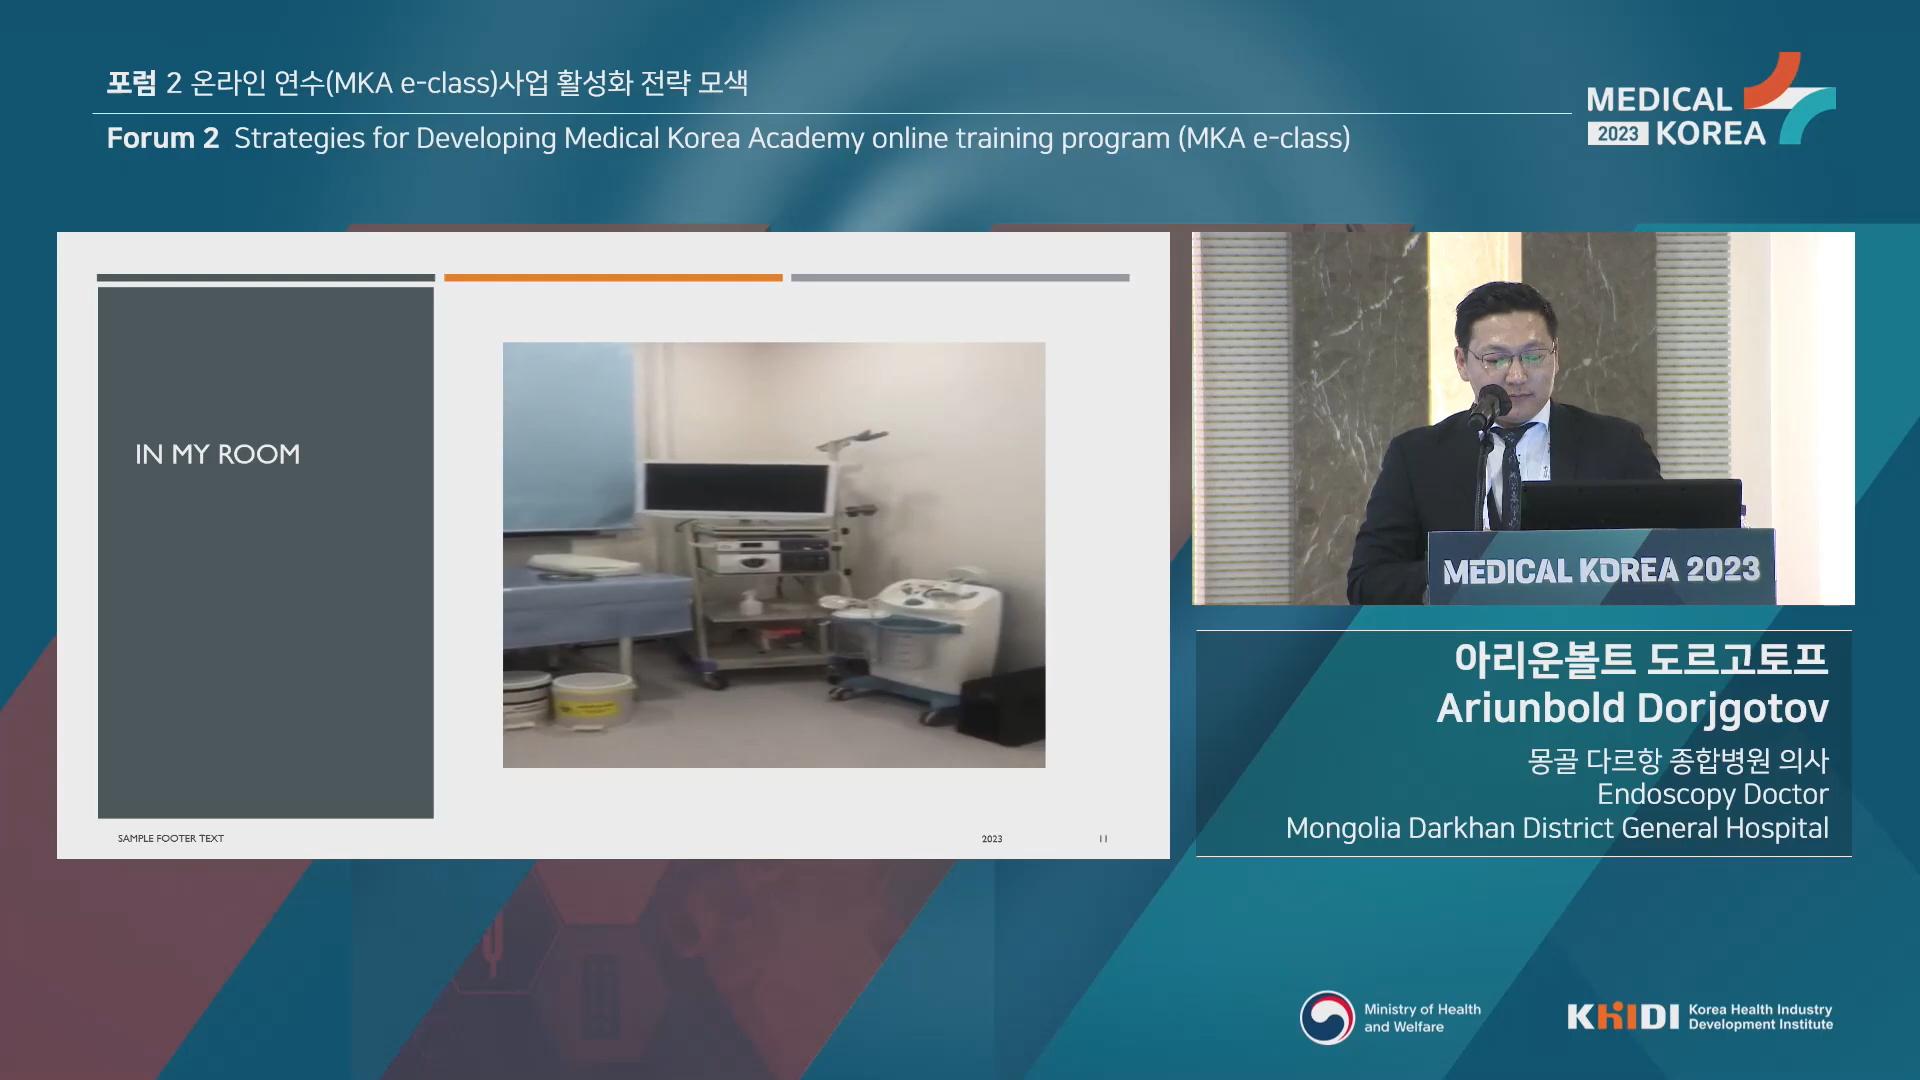 포럼 2 온라인 연수(MKA e-class)사업 활성화 전략 모색
Forum 2 Strategies for Developing Medical Korea Academy online training program (MKA e-class)
MEDICAL
2023 KOREA
IN MY ROOM
SAMPLE FOOTER TEXT
2023
11
MEDICAL KOREA 2023
아리운볼트 도르고토프
Ariunbold Dorjgotov
몽골 다르항 종합병원 의사
Endoscopy Doctor
Mongolia Darkhan District General Hospital
Ministry of Health
and Welfare
KHIDI
Korea Health Industry
Development Institute